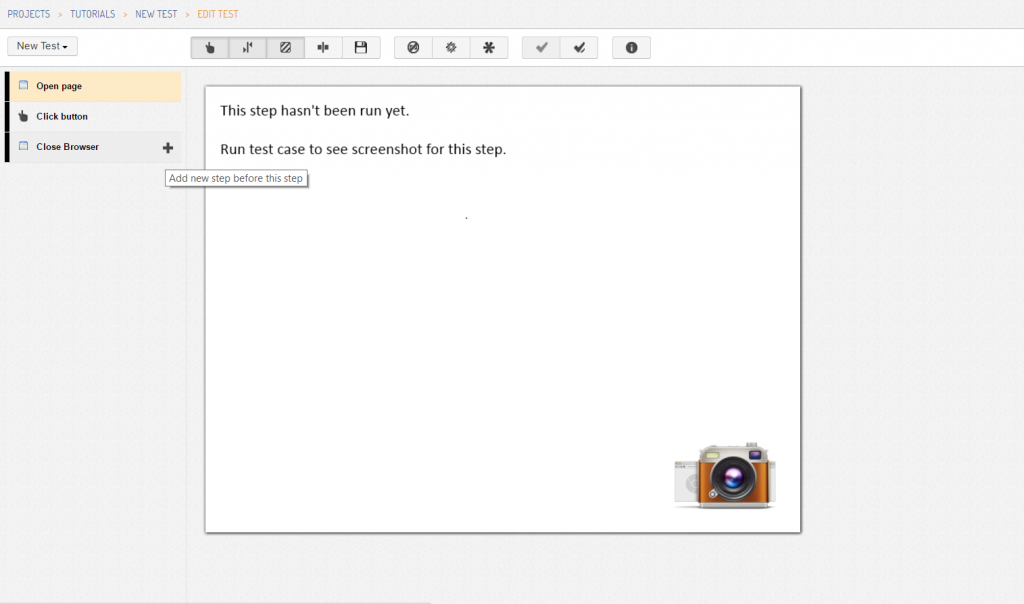 PROJECTS > TUTORIALS > NEW TEST > EDIT TEST
New Test
Open page
Click button
Close Browser
Add new step before this step
This step hasn't been run yet.
Run test case to see screenshot for this step.